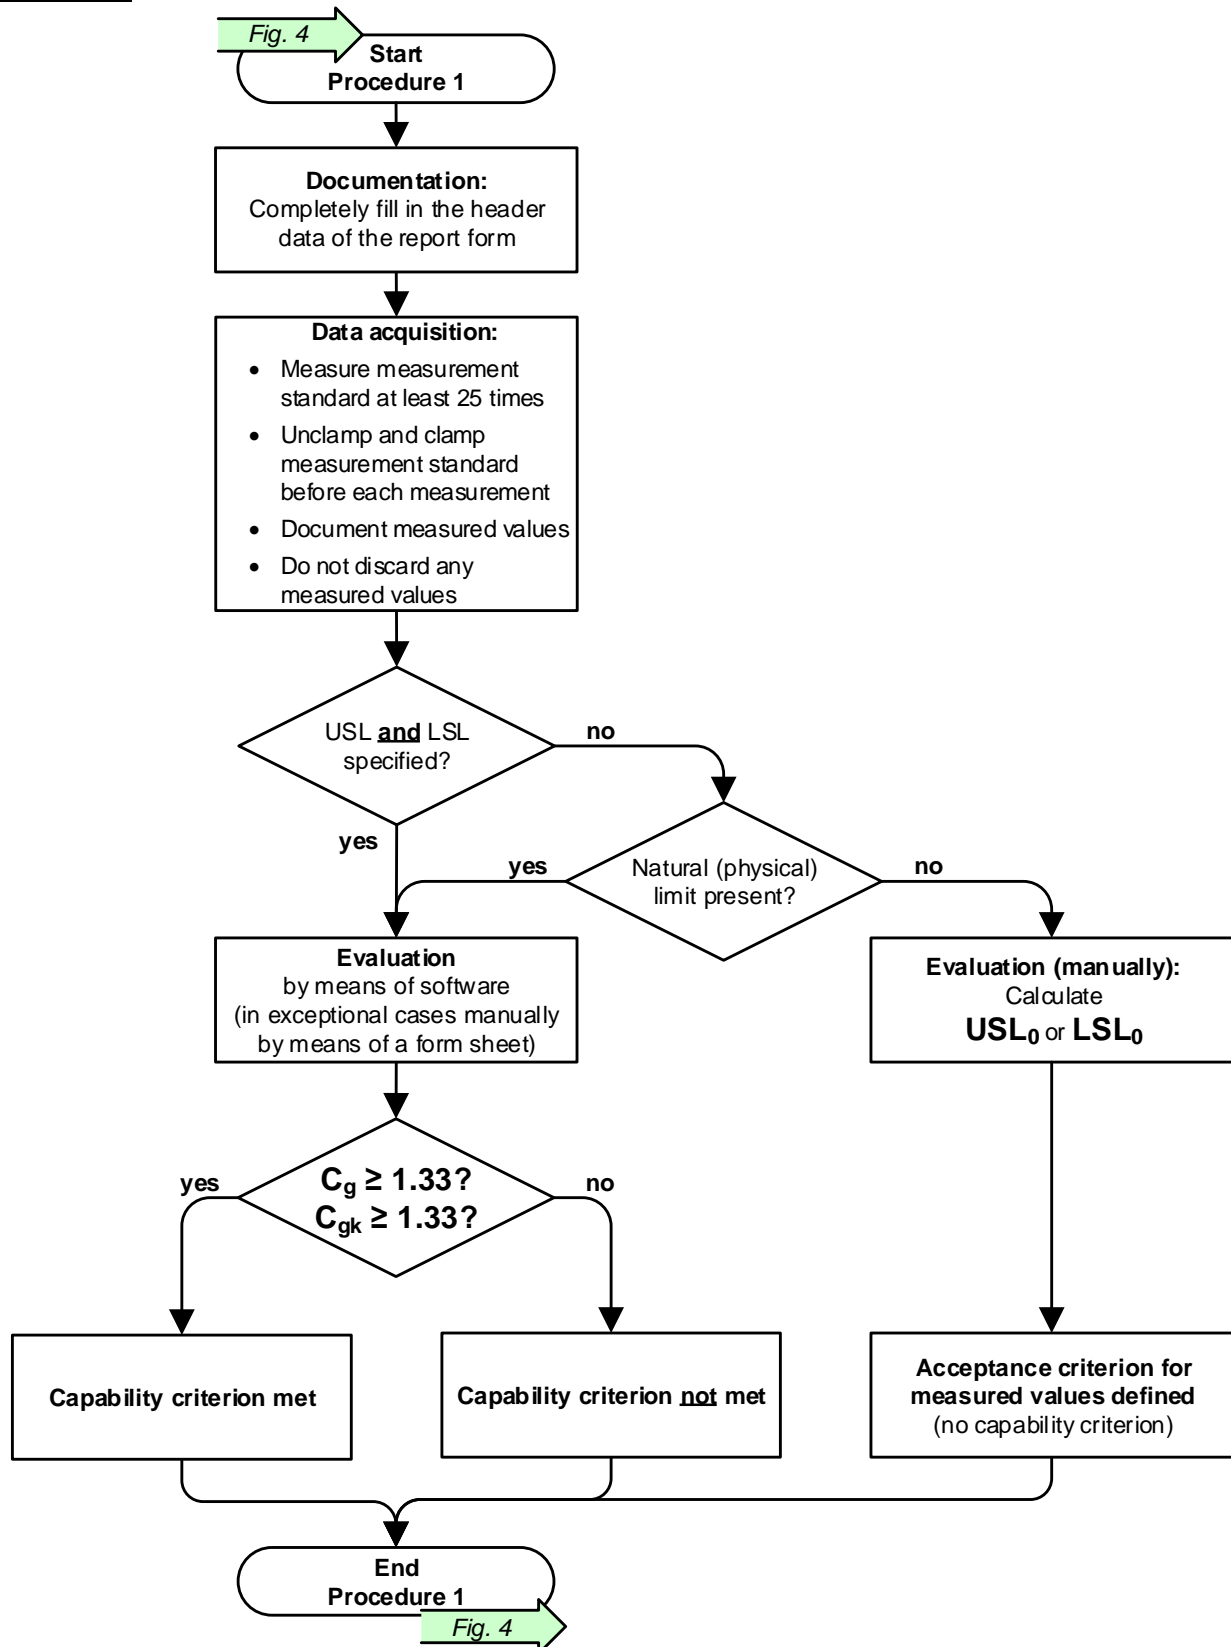 Fig. 4
Start
Procedure 1
Documentation:
Completely fill in the header
data of the report form
Data acquisition:
• Measure measurement
standard at least 25 times
• Unclamp and clamp
measurement standard
before each measurement
• Document measured values
• Do not discard any
measured values
USL and LSL
specified?
no
yes
Natural (physical)
limit present?
yes
no
Evaluation
by means of software
(in exceptional cases manually
by means of a form sheet)
Evaluation (manually):
Calculate
USL0 or LSL0
Cg ≥ 1.33?
Cgk ≥ 1.33?
yes
no
Capability criterion met
Capability criterion not met
Acceptance criterion for
measured values defined
(no capability criterion)
End
Procedure 1
Fig. 4